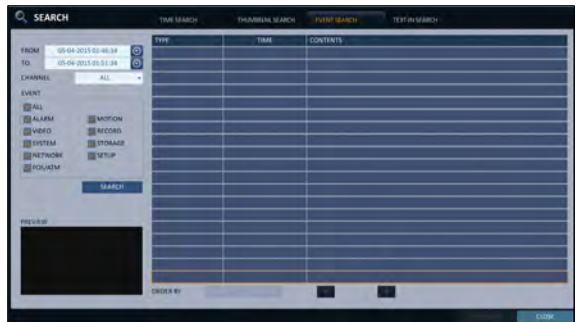 SEARCH
TIME SEARCH
THUMBNAIL SEARCH
EVENT SEARCH
TEXT-IN SEARCH
FROM
05-04-2015 01:46:34
TO.
05-04-2015 01:51:34
CHANNEL
ALL
EVENT
ALL
ALARM MOTION
VIDEO RECORD
SYSTEM STORAGE
NETWORK SETUP
POS/ATM
SEARCH
PREVIEW
TYPE TIME CONTENTS
ORDER BY
CLOSE